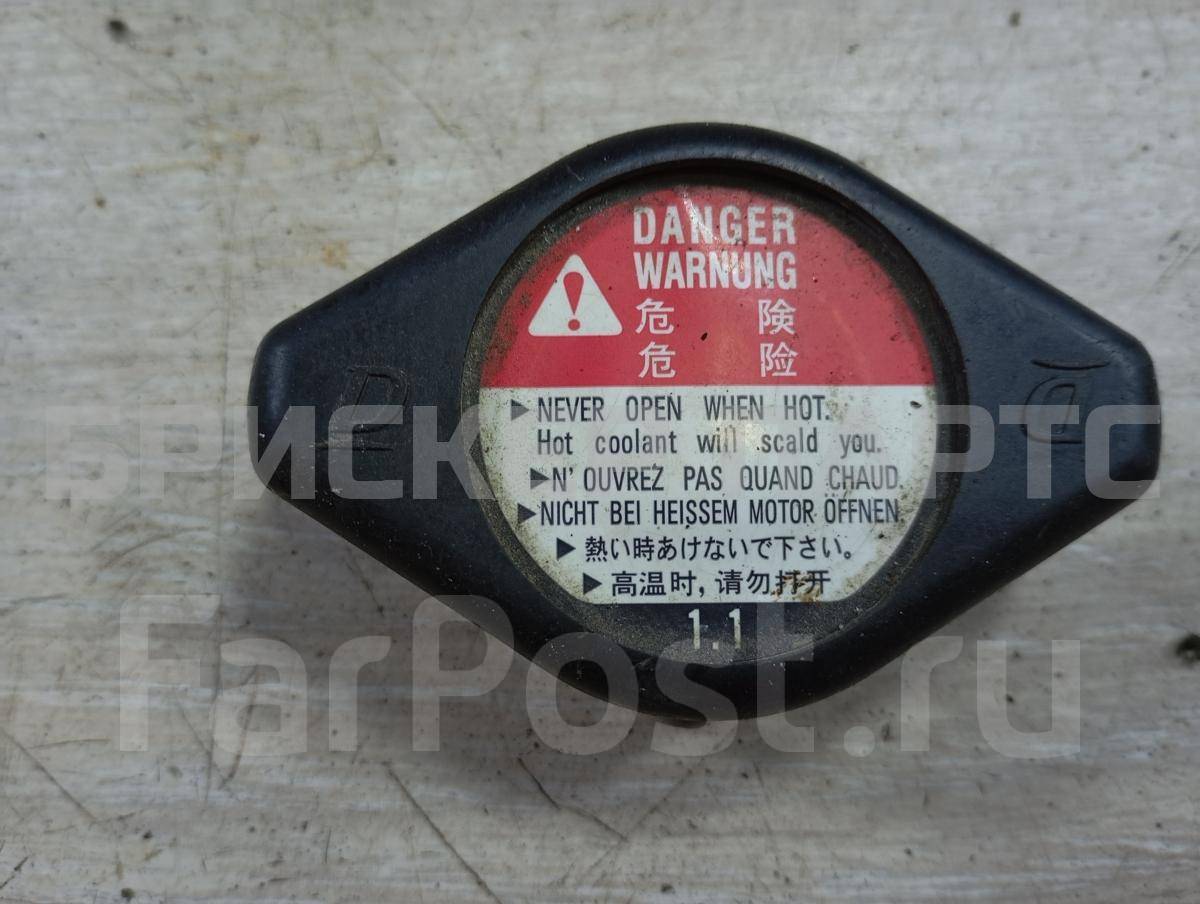 DANGER
WARNUNG
危 険
危 险
▶ NEVER OPEN WHEN HOT.
Hot coolant will scald you.
▶ N' OUVREZ PAS QUAND CHAUD.
▶ NICHT BEI HEISSEM MOTOR ÖFFNEN.
▶ 熱い時あけないで下さい。
▶ 高温时, 请勿打开
1.1
D
D
FarPost.ru